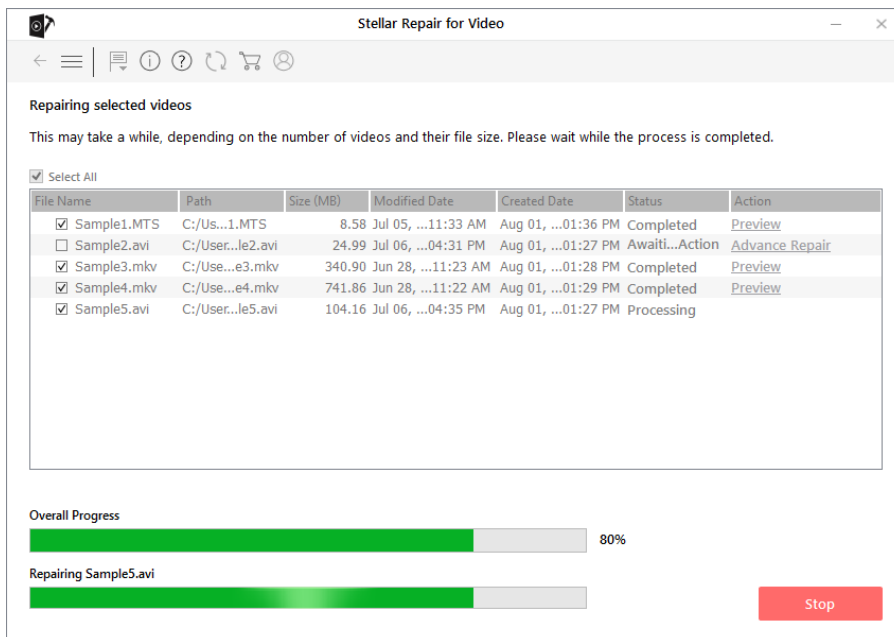 Stellar Repair for Video
Repairing selected videos
This may take a while, depending on the number of videos and their file size. Please wait while the process is completed.
Select All
File Name Path Size (MB) Modified Date Created Date Status Action
Sample1.MTS C:/Us...1.MTS 8.58 Jul 05, ...11:33 AM Aug 01, ...01:36 PM Completed Preview
Sample2.avi C:/User...le2.avi 24.99 Jul 06, ...04:31 PM Aug 01, ...01:27 PM Awaiti...Action Advance Repair
Sample3.mkv C:/Use...e3.mkv 340.90 Jun 28, ...11:23 AM Aug 01, ...01:28 PM Completed Preview
Sample4.mkv C:/Use...e4.mkv 741.86 Jun 28, ...11:22 AM Aug 01, ...01:29 PM Completed Preview
Sample5.avi C:/User...le5.avi 104.16 Jul 06, ...04:35 PM Aug 01, ...01:27 PM Processing
Overall Progress
80%
Repairing Sample5.avi
Stop